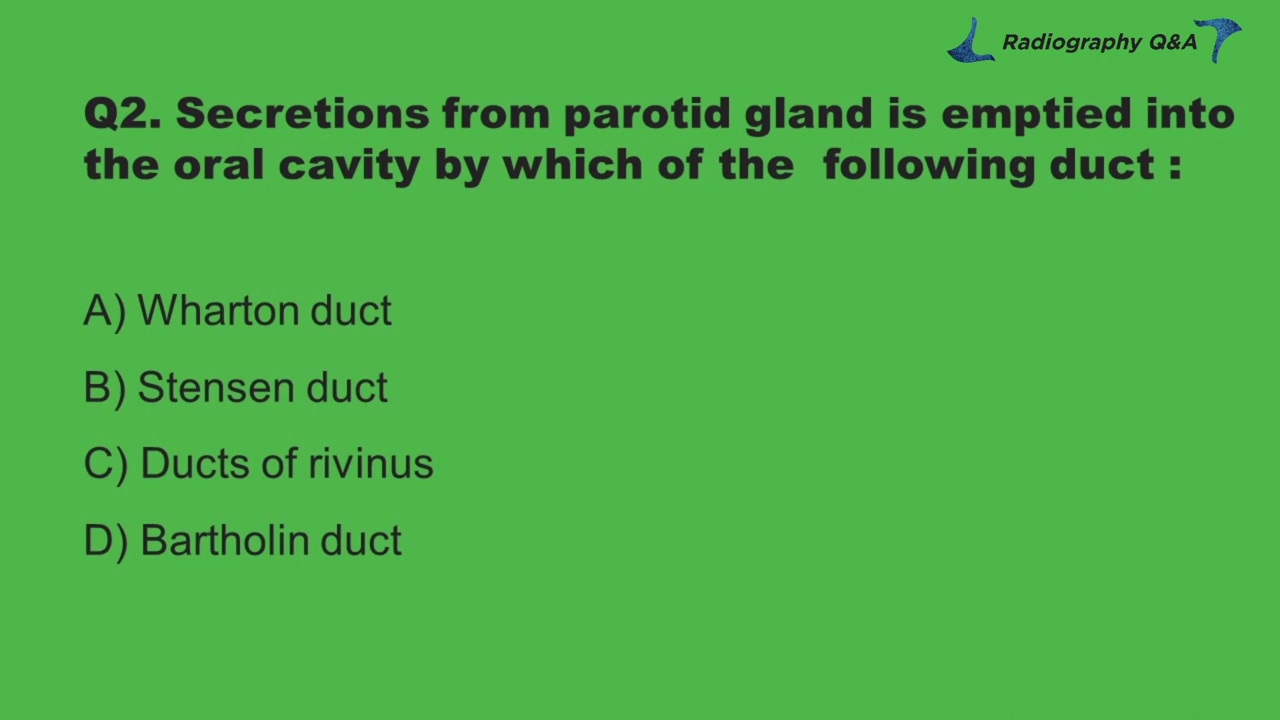 Radiography Q&A
Q2. Secretions from parotid gland is emptied into
the oral cavity by which of the following duct :
A) Wharton duct
B) Stensen duct
C) Ducts of rivinus
D) Bartholin duct